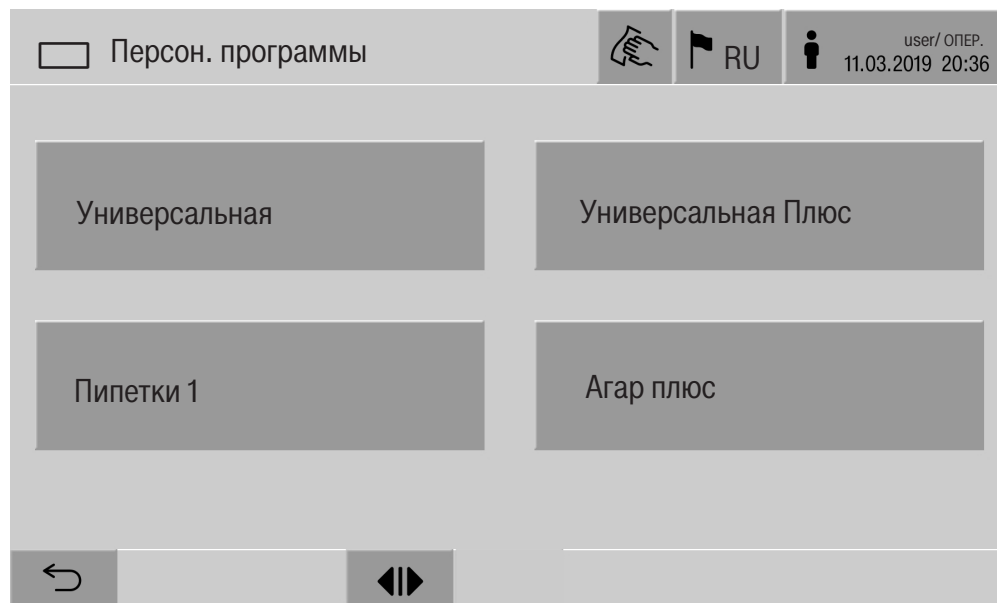 Персон. программы
RU
user/ ОПЕР.
11.03.2019 20:36
Универсальная
Универсальная Плюс
Пипетки 1
Агар плюс